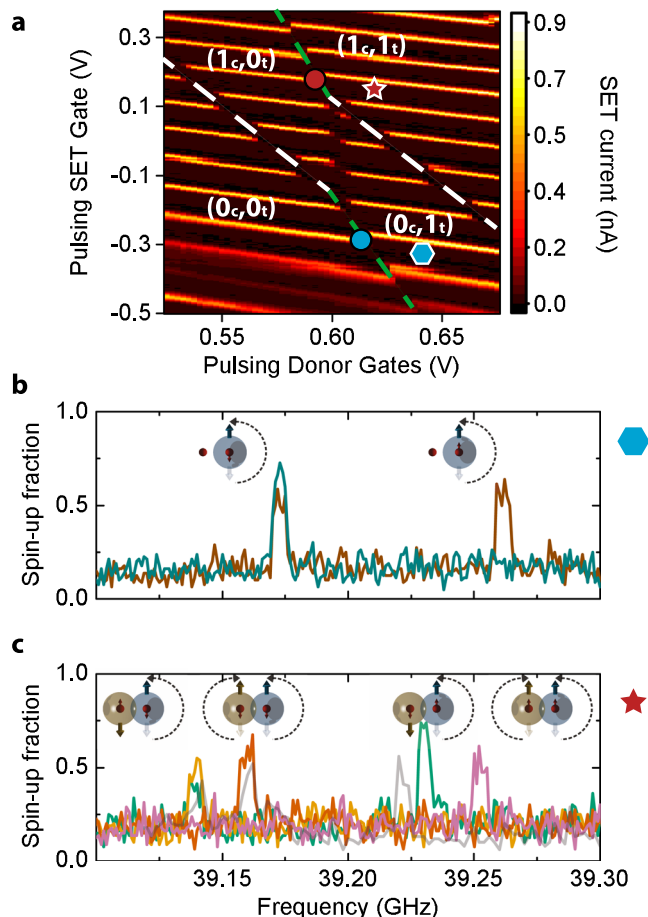 a
0.3
0.1
-0.1
-0.3
-0.5
Pulsing SET Gate (V)
(1c,0t)
(1c,1t)
(0c,0t)
(0c,1t)
0.55
0.60
0.65
Pulsing Donor Gates (V)
0.9
0.7
0.6
0.4
0.2
0.0
SET current (nA)
b
1.0
0.5
0.0
Spin-up fraction
c
1.0
0.5
0.0
Spin-up fraction
39.15
39.20
39.25
39.30
Frequency (GHz)